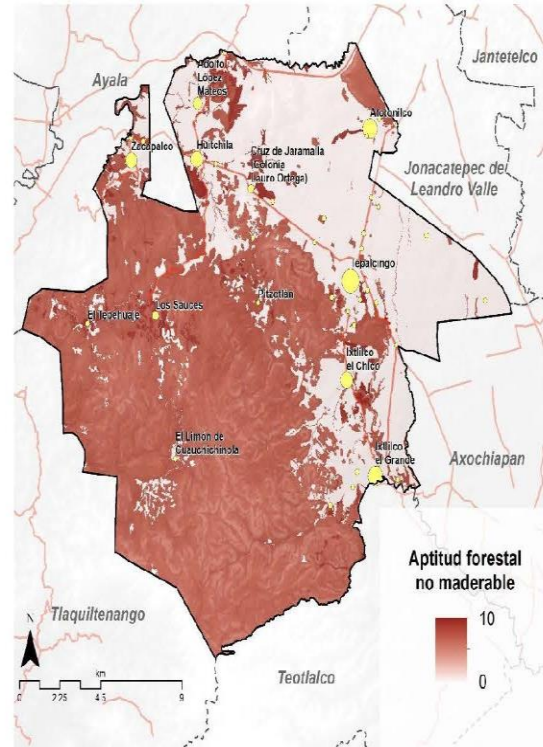 Jantetelco
Ayala
Adolfo
López
Mateos
Atotonilco
Zacapalco
Huitchila
Cruz de Jaramalla
(Colonia
Lauro Ortega)
Jonacatepec de
Leandro Valle
Tepalcingo
Pitzotlán
Los Sauces
El Tepehuaje
Ixtlilco
el Chico
El Limón de
Cuauchichinola
Ixtlilco
el Grande
Axochiapan
Aptitud forestal
no maderable
10
0
Tlaquiltenango
N
km
0 2.25 4.5 9
Teotlalco